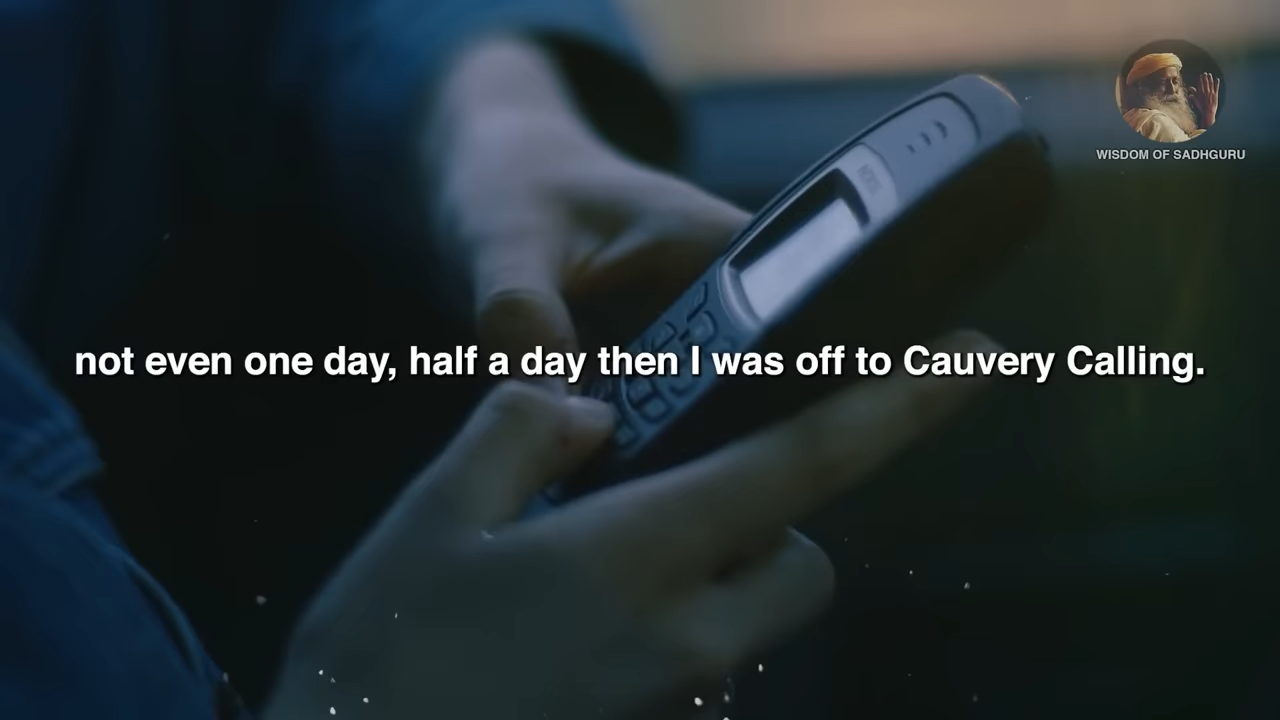 WISDOM OF SADHGURU
not even one day, half a day then I was off to Cauvery Calling.